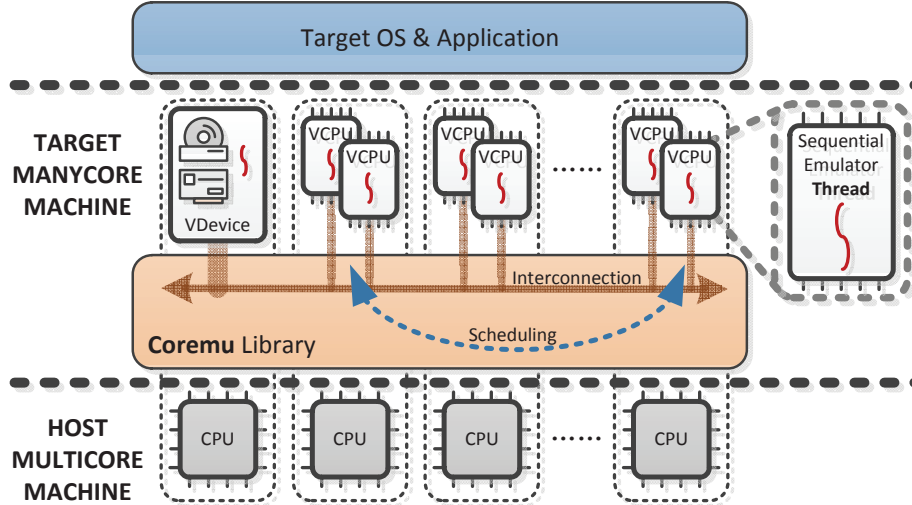 Target OS & Application
TARGET
MANYCORE
MACHINE
VDevice
VCPU
VCPU
VCPU
VCPU
......
VCPU
VCPU
Sequential
Emulator
Thread
Interconnection
Scheduling
Coremu Library
HOST
MULTICORE
MACHINE
CPU
CPU
CPU
......
CPU